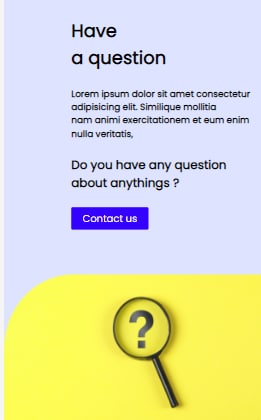 Have
a question
Lorem ipsum dolor sit amet consectetur
adipisicing elit. Similique mollitia
nam animi exercitationem et eum enim
nulla veritatis,
Do you have any question
about anythings ?
Contact us
?